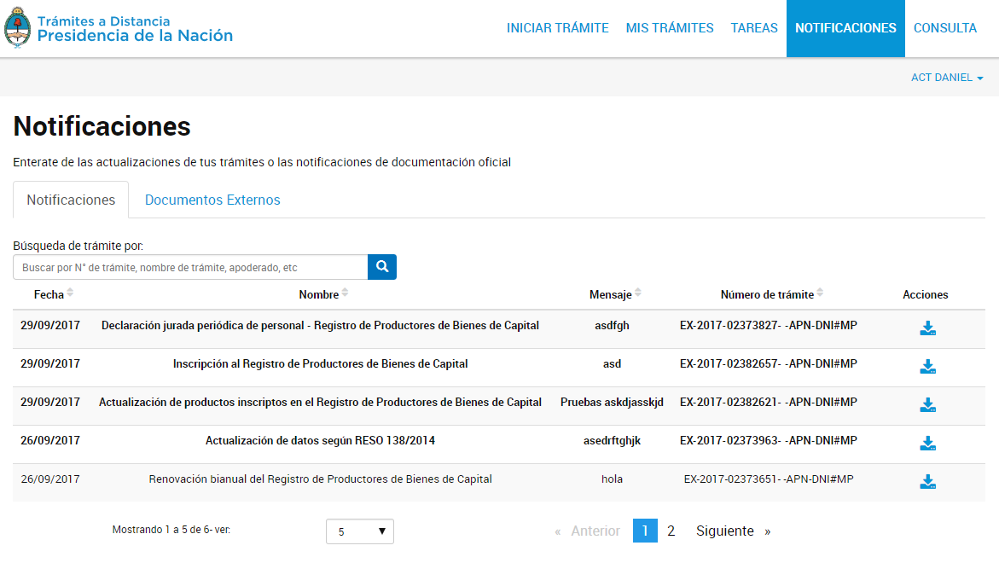 Trámites a Distancia
Presidencia de la Nación
INICIAR TRÁMITE MIS TRÁMITES TAREAS NOTIFICACIONES CONSULTA
ACT DANIEL
Notificaciones
Enterate de las actualizaciones de tus trámites o las notificaciones de documentación oficial
Notificaciones Documentos Externos
Búsqueda de trámite por:
Buscar por N° de trámite, nombre de trámite, apoderado, etc
Fecha Nombre Mensaje Número de trámite Acciones
29/09/2017 Declaración jurada periódica de personal - Registro de Productores de Bienes de Capital asdfgh EX-2017-02373827- -APN-DNI#MP
29/09/2017 Inscripción al Registro de Productores de Bienes de Capital asd EX-2017-02382657- -APN-DNI#MP
29/09/2017 Actualización de productos inscriptos en el Registro de Productores de Bienes de Capital Pruebas askdjasskjd EX-2017-02382621- -APN-DNI#MP
26/09/2017 Actualización de datos según RESO 138/2014 asedrftghjk EX-2017-02373963- -APN-DNI#MP
26/09/2017 Renovación bianual del Registro de Productores de Bienes de Capital hola EX-2017-02373651- -APN-DNI#MP
Mostrando 1 a 5 de 6- ver: 5 « Anterior 1 2 Siguiente »